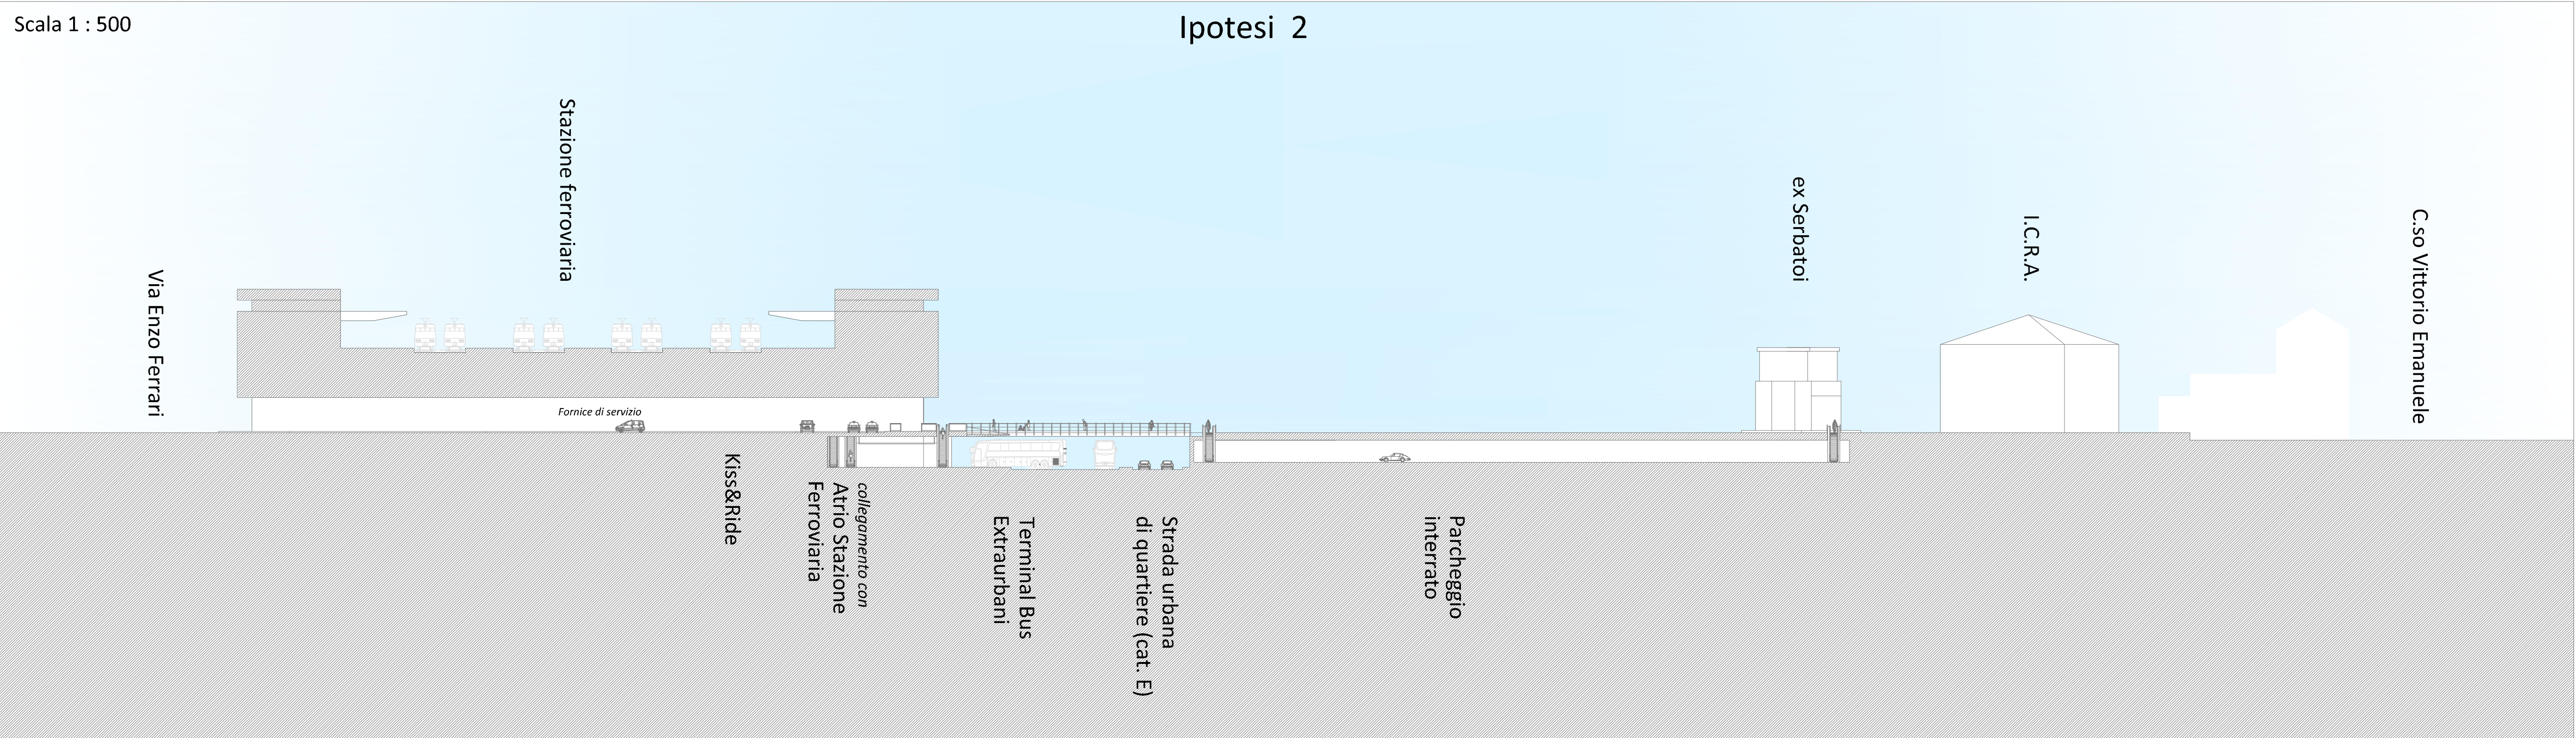 Scala 1 : 500
Ipotesi 2
Via Enzo Ferrari
Stazione ferroviaria
Fornice di servizio
Kiss&Ride
collegamento con
Atrio Stazione
Ferroviaria
Terminal Bus
Extraurbani
Strada urbana
di quartiere (cat. E)
Parcheggio
interrato
ex Serbatoi
I.C.R.A.
C.so Vittorio Emanuele